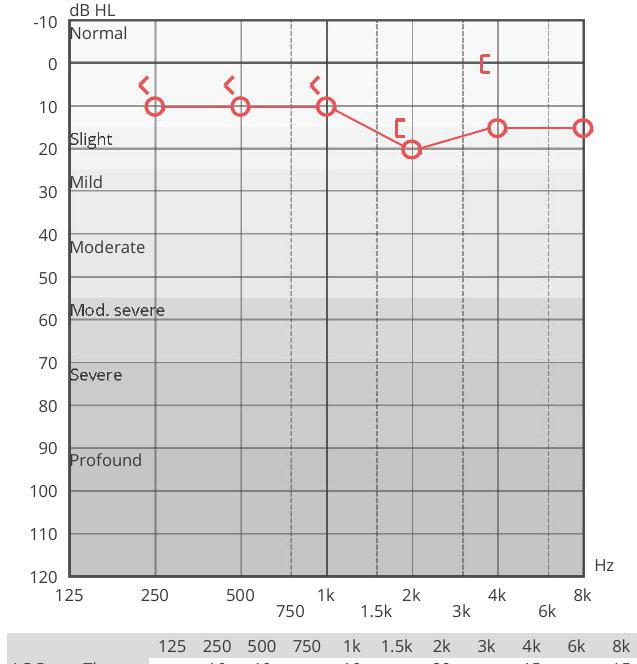 dB HL
-10
Normal
0
10
Slight
20
Mild
30
40
Moderate
50
Mod. severe
60
70
Severe
80
90
Profound
100
110
120
Hz
125 250 500 1k 2k 4k 8k
750 1.5k 3k 6k
125 250 500 750 1k 1.5k 2k 3k 4k 6k 8k